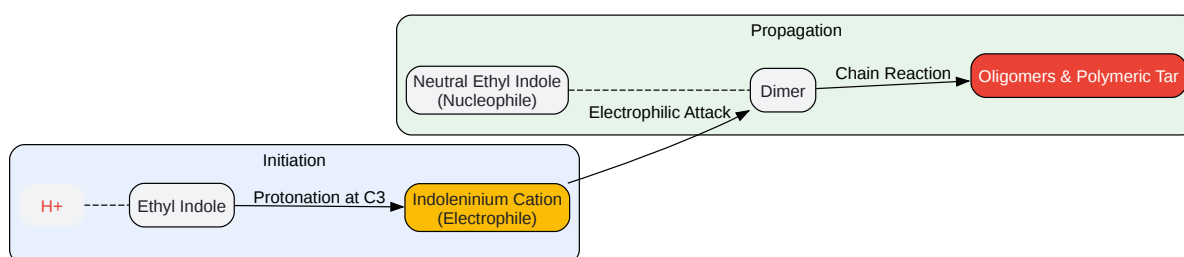 Propagation
Neutral Ethyl Indole
(Nucleophile)
Electrophilic Attack
Dimer
Chain Reaction
Oligomers & Polymeric Tar
Initiation
H+
Ethyl Indole
Protonation at C3
Indoleninium Cation
(Electrophile)